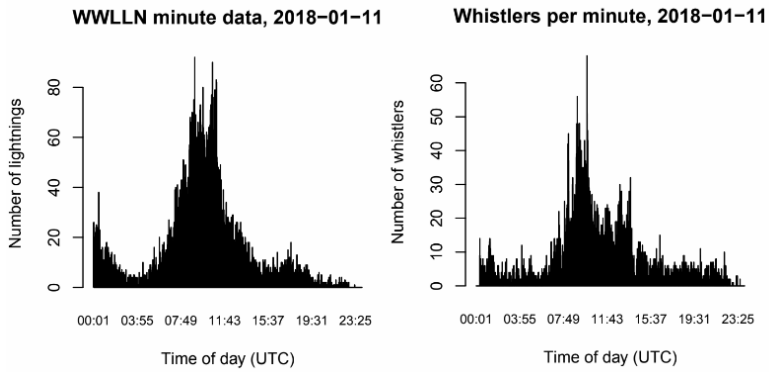 WWLLN minute data, 2018−01−11
Number of lightnings
80
60
40
20
0
00:01 03:55 07:49 11:43 15:37 19:31 23:25
Time of day (UTC)
Whistlers per minute, 2018−01−11
Number of whistlers
60
50
40
30
20
10
0
00:01 03:55 07:49 11:43 15:37 19:31 23:25
Time of day (UTC)